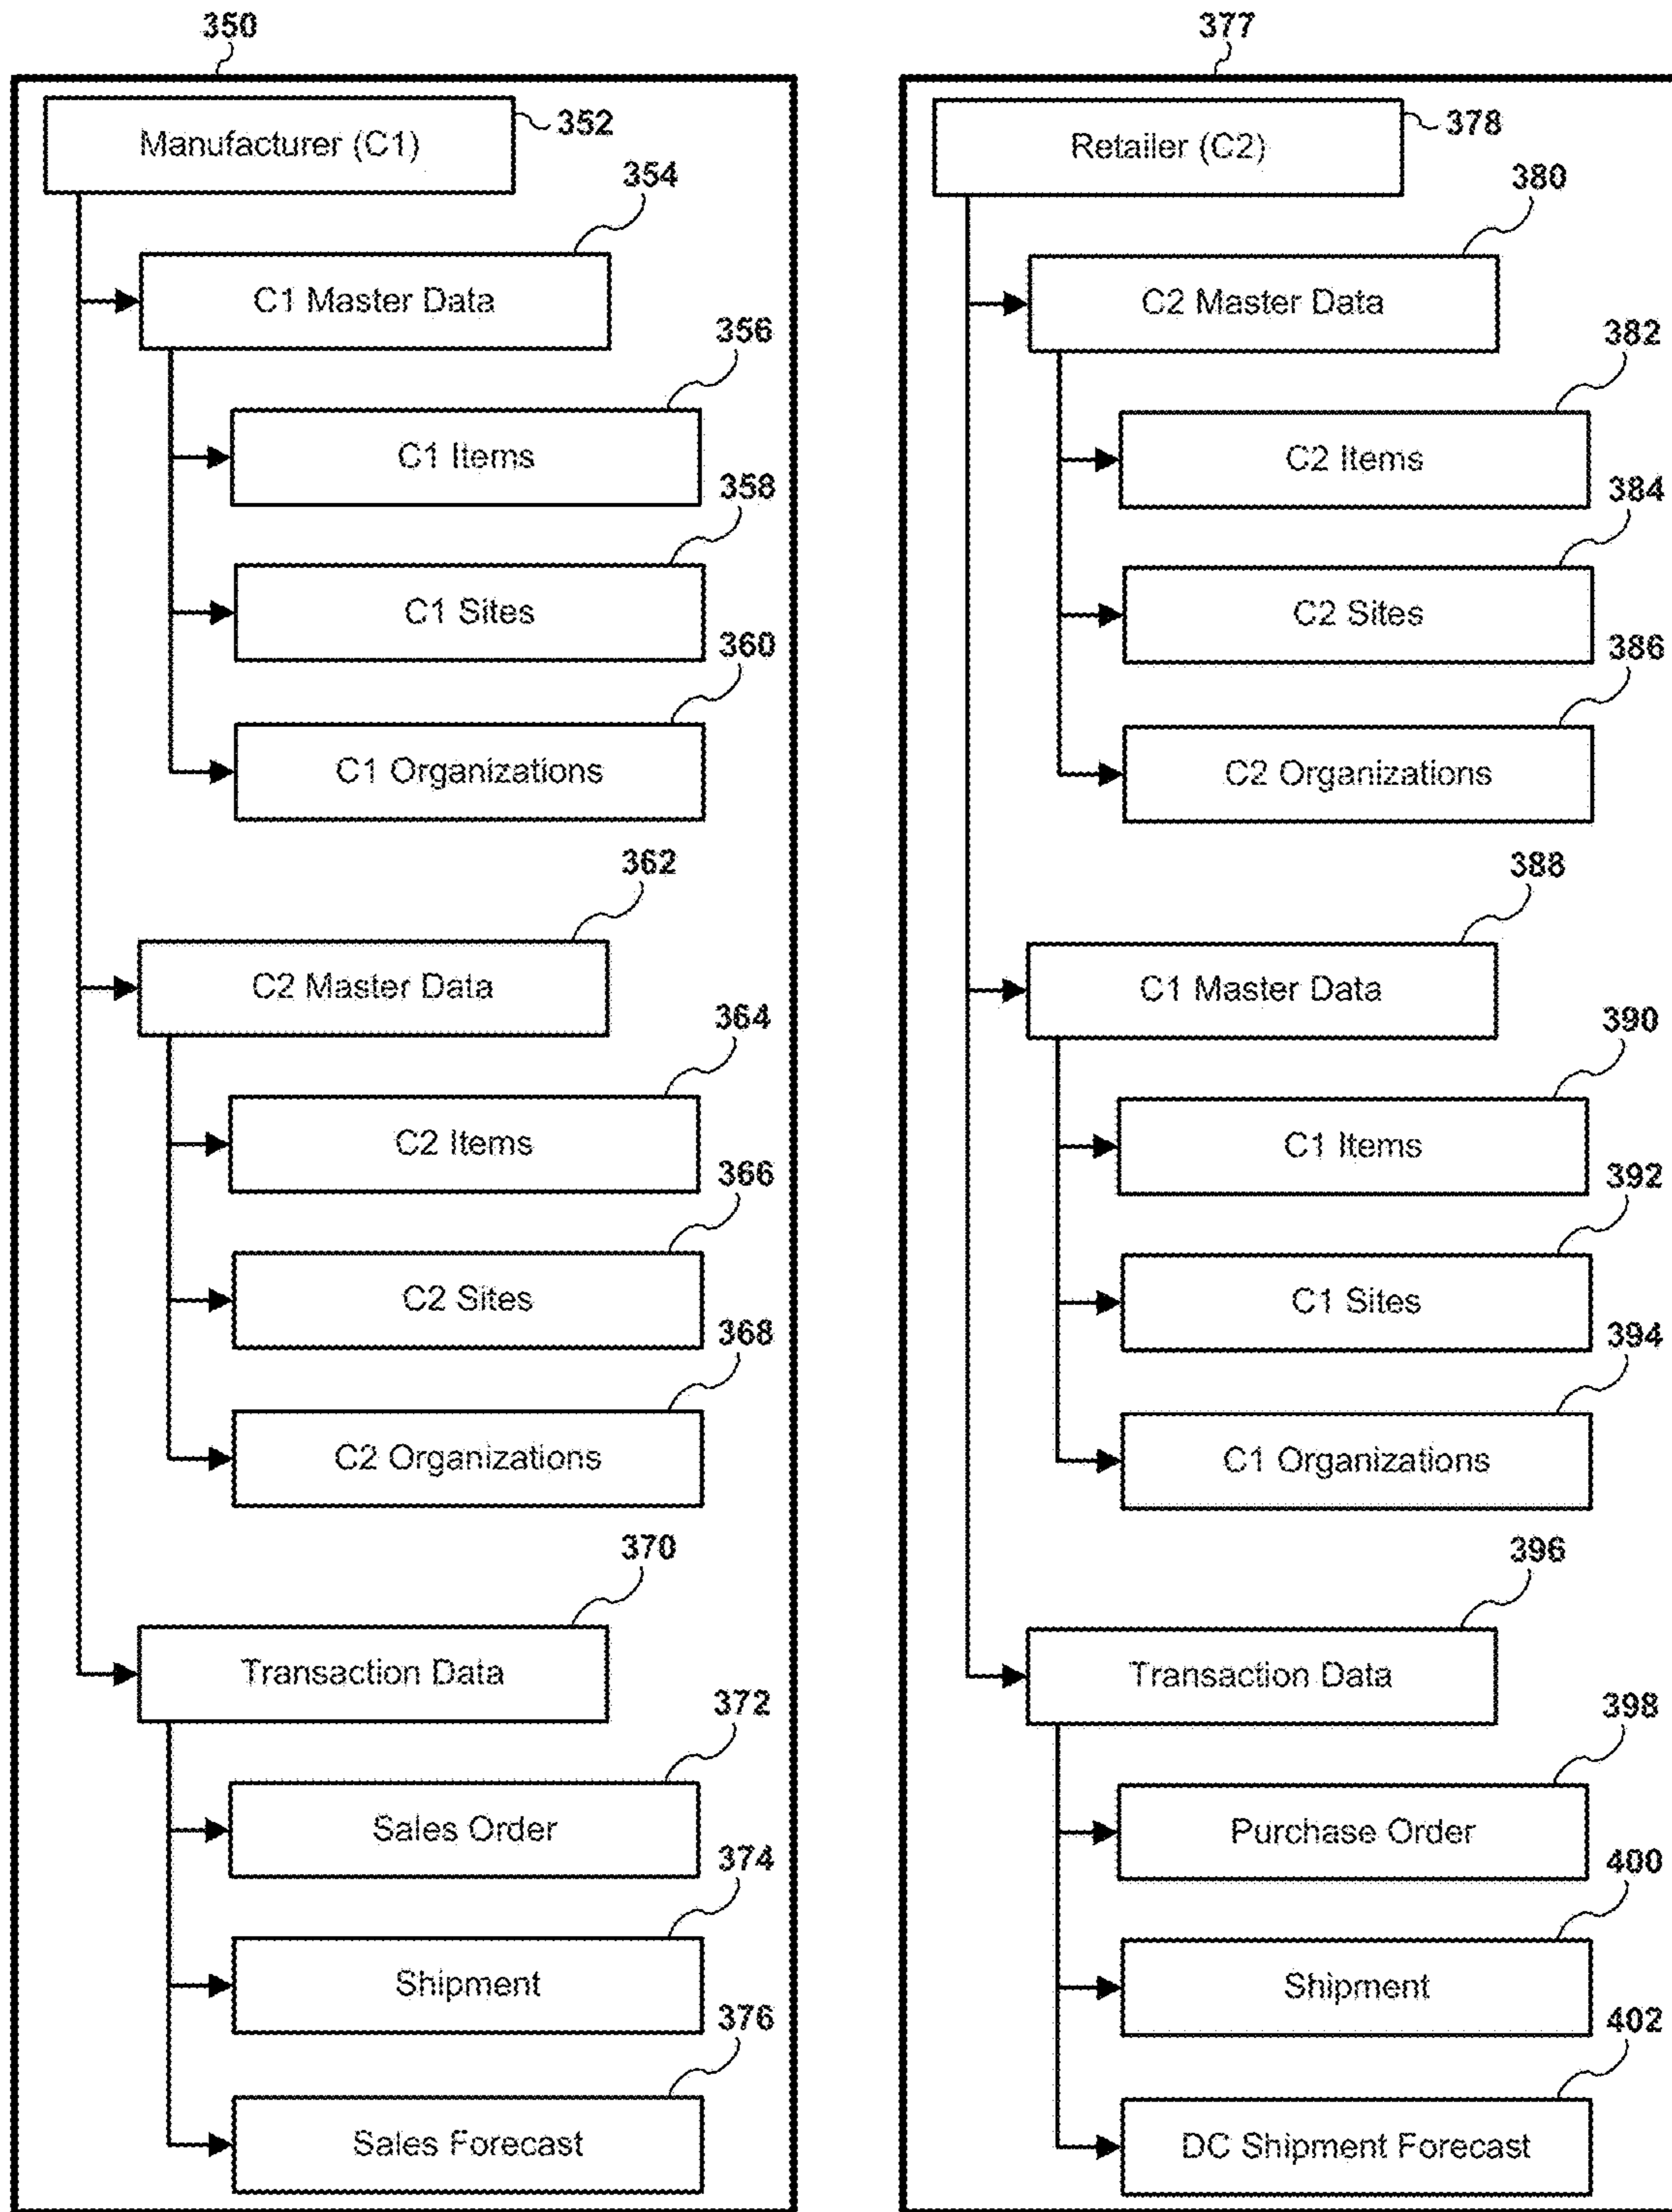 350
Manufacturer (C1)
352
354
C1 Master Data
356
C1 Items
358
C1 Sites
360
C1 Organizations
362
C2 Master Data
364
C2 Items
366
C2 Sites
368
C2 Organizations
370
Transaction Data
372
Sales Order
374
Shipment
376
Sales Forecast
377
Retailer (C2)
378
380
C2 Master Data
382
C2 Items
384
C2 Sites
386
C2 Organizations
388
C1 Master Data
390
C1 Items
392
C1 Sites
394
C1 Organizations
396
Transaction Data
398
Purchase Order
400
Shipment
402
DC Shipment Forecast